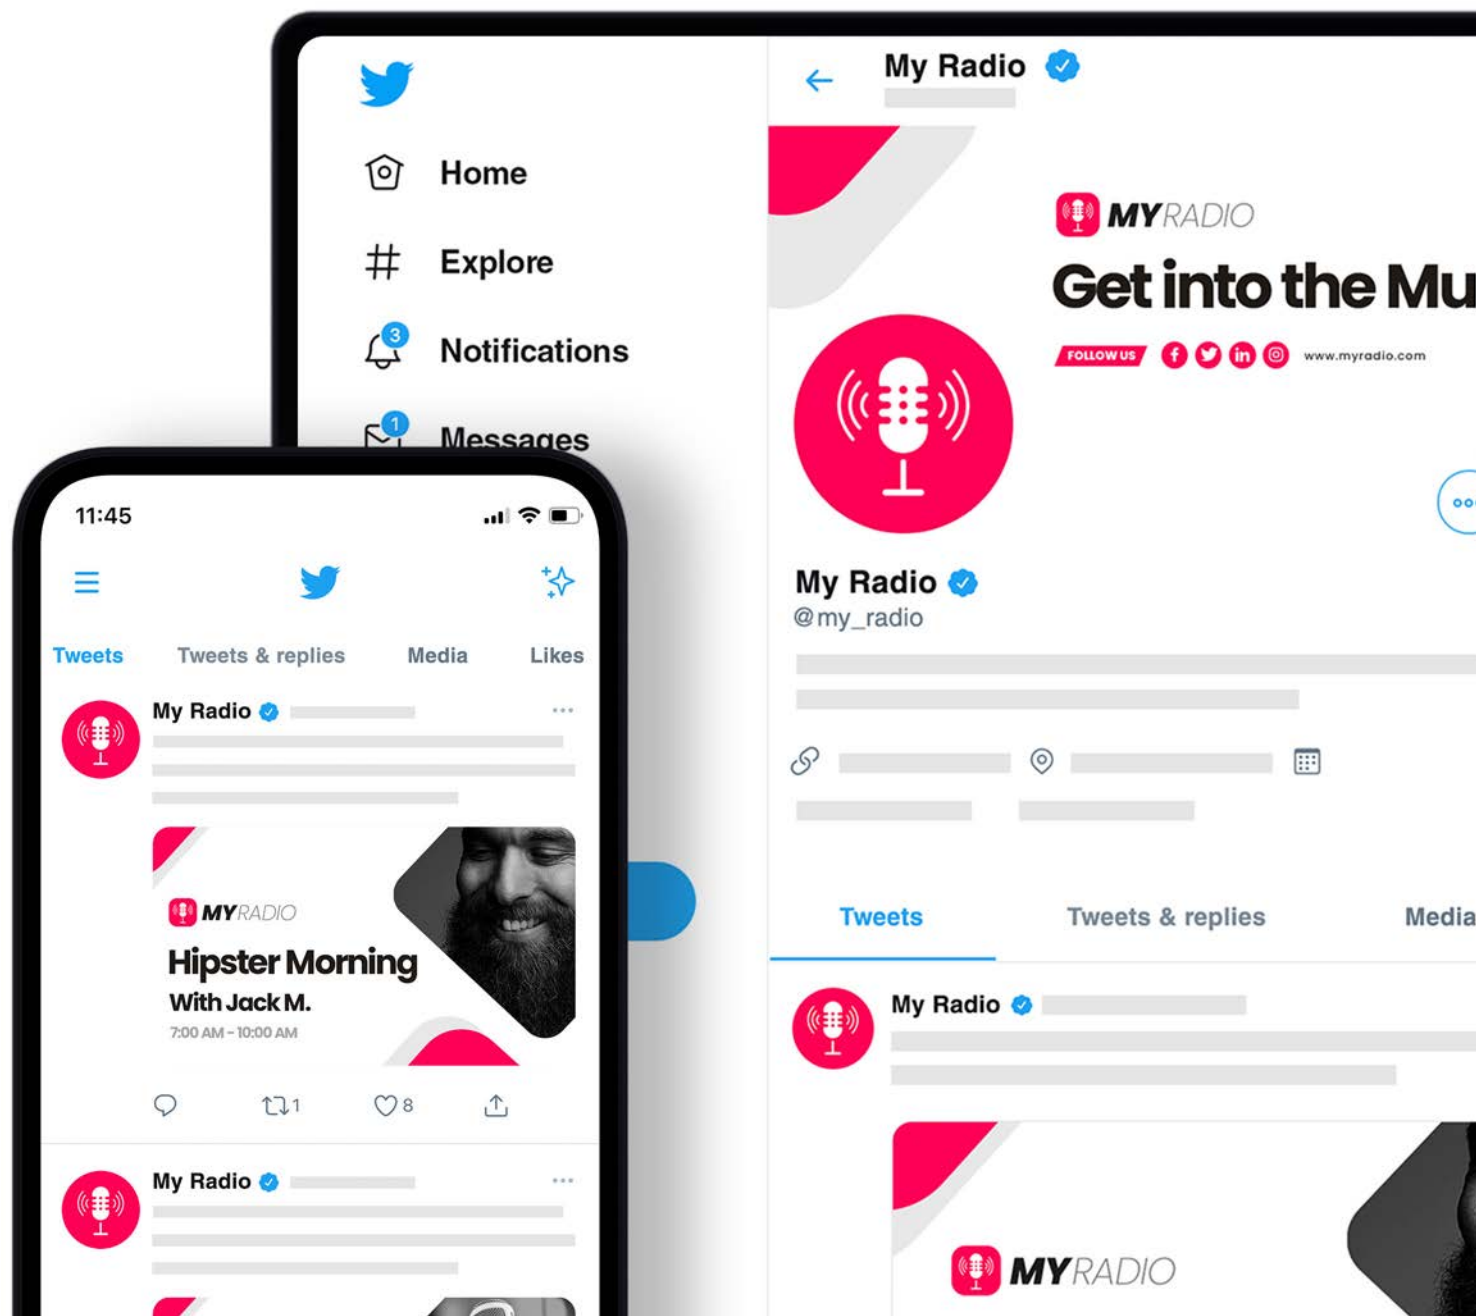 My Radio
Home
Explore
Notifications
3
Messages
1
MYRADIO
Get into the Mu
FOLLOW US
www.myradio.com
My Radio
@my_radio
Tweets
Tweets & replies
Media
My Radio
MYRADIO
11:45
Tweets
Tweets & replies
Media
Likes
My Radio
MYRADIO
Hipster Morning
With Jack M.
7:00 AM – 10:00 AM
1
8
My Radio